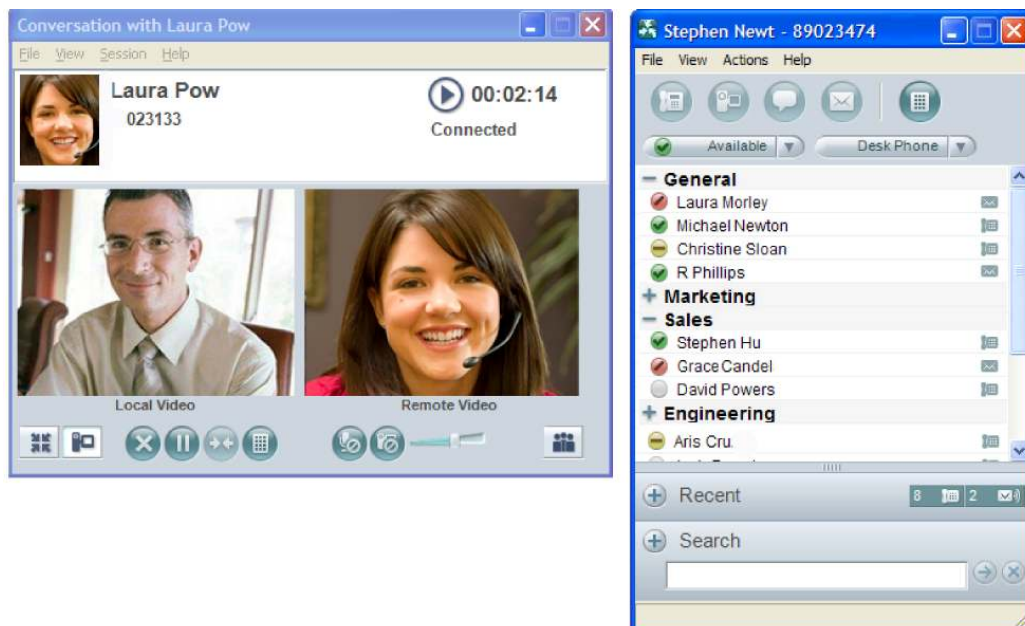 Conversation with Laura Pow
File View Session Help
Laura Pow
023133
00:02:14
Connected
Local Video
Remote Video
Stephen Newt - 89023474
File View Actions Help
Available
Desk Phone
General
Laura Morley
Michael Newton
Christine Sloan
R Phillips
Marketing
Sales
Stephen Hu
Grace Candel
David Powers
Engineering
Aris Cru
Recent
8 2
Search